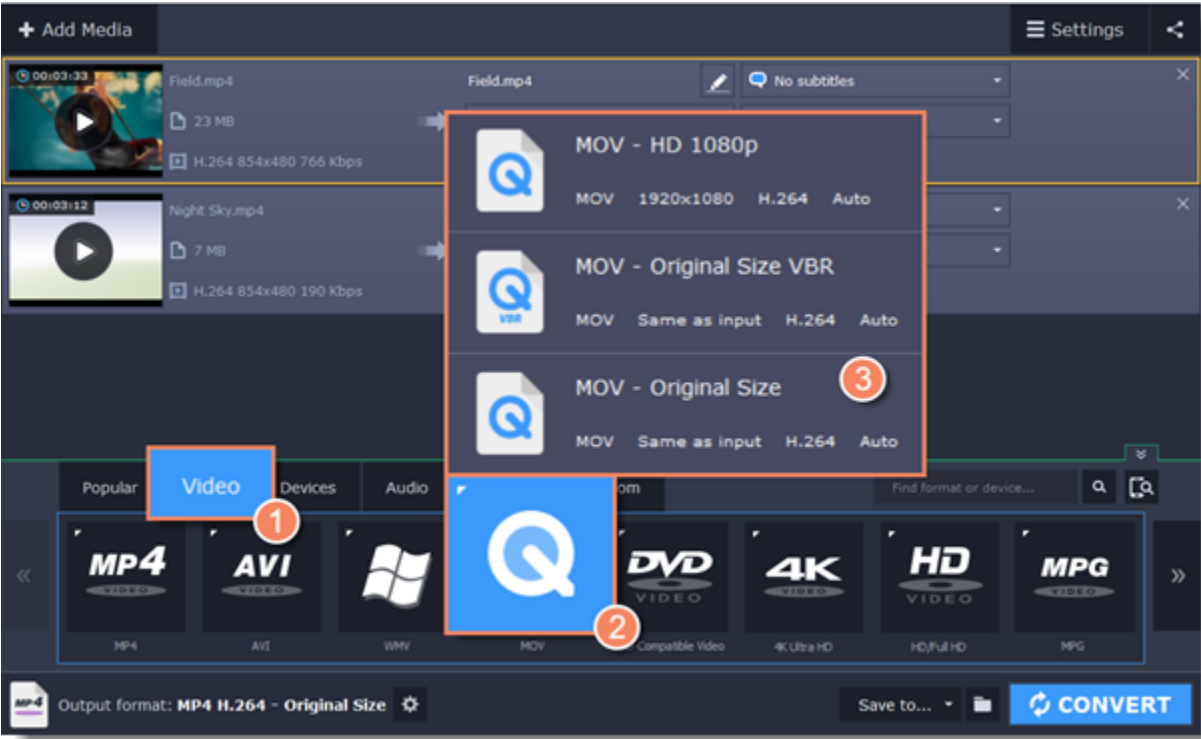 + Add Media
Settings
00:03:33
Field.mp4
Field.mp4
No subtitles
23 MB
H.264 854x480 766 Kbps
00:03:12
Night Sky.mp4
7 MB
H.264 854x480 190 Kbps
MOV - HD 1080p
MOV 1920x1080 H.264 Auto
MOV - Original Size VBR
VBR
MOV Same as input H.264 Auto
MOV - Original Size
3
MOV Same as input H.264 Auto
Popular Video Devices Audio om Find format or device...
1
MP4 VIDEO AVI VIDEO DVD VIDEO 4K VIDEO HD VIDEO MPG VIDEO
2
MP4 AVI WMV MOV Compatible Video 4K Ultra HD HD/Full HD MPG
MP4 Output format: MP4 H.264 - Original Size Save to... CONVERT